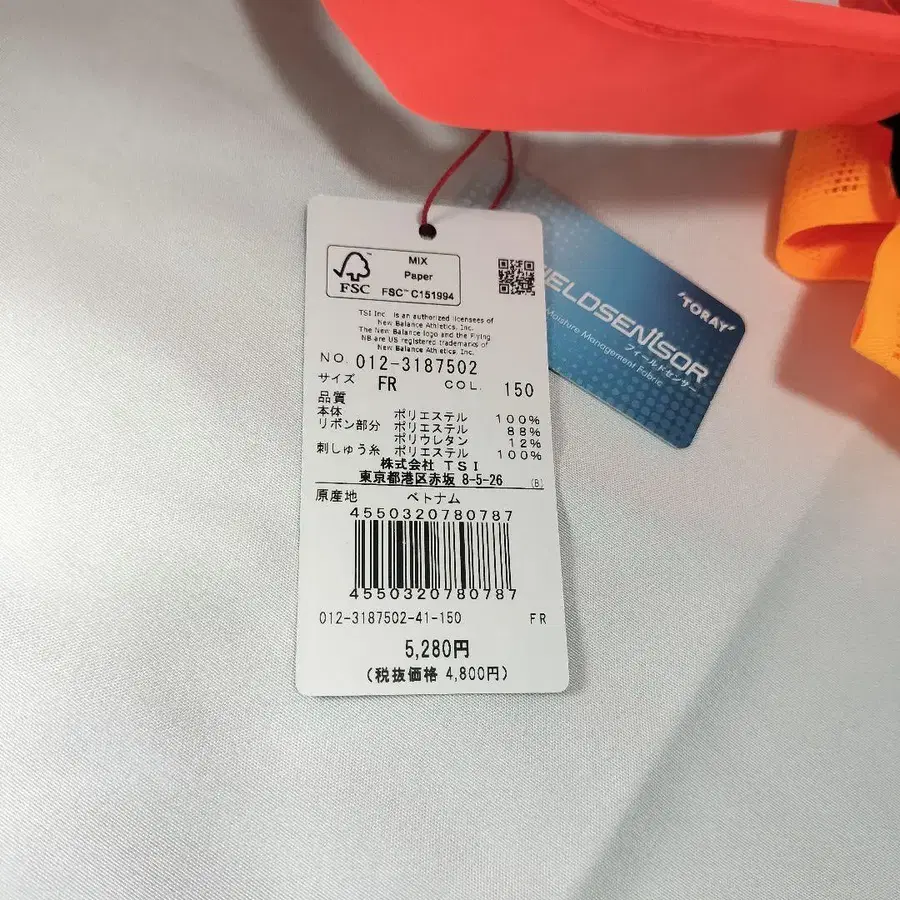 MIX
Paper
FSC
FSC™ C151994
TSI Inc. is an authorized licensees of
New Balance Athletics, Inc.
The New Balance logo and the Flying
NB are US registered trademarks of
New Balance Athletics, Inc.
NO. 012-3187502
サイズ FR COL. 150
品質
本体 ポリエステル 100%
リボン部分 ポリエステル 88%
ポリウレタン 12%
刺しゅう糸 ポリエステル 100%
株式会社 TSI
東京都港区赤坂 8-5-26 (B)
原産地 ベトナム
4550320780787
4550320780787
012-3187502-41-150 FR
5,280円
(税抜価格 4,800円)
'TORAY'
IELDSENSOR
フィールドセンサー
Moisture Management Fabric